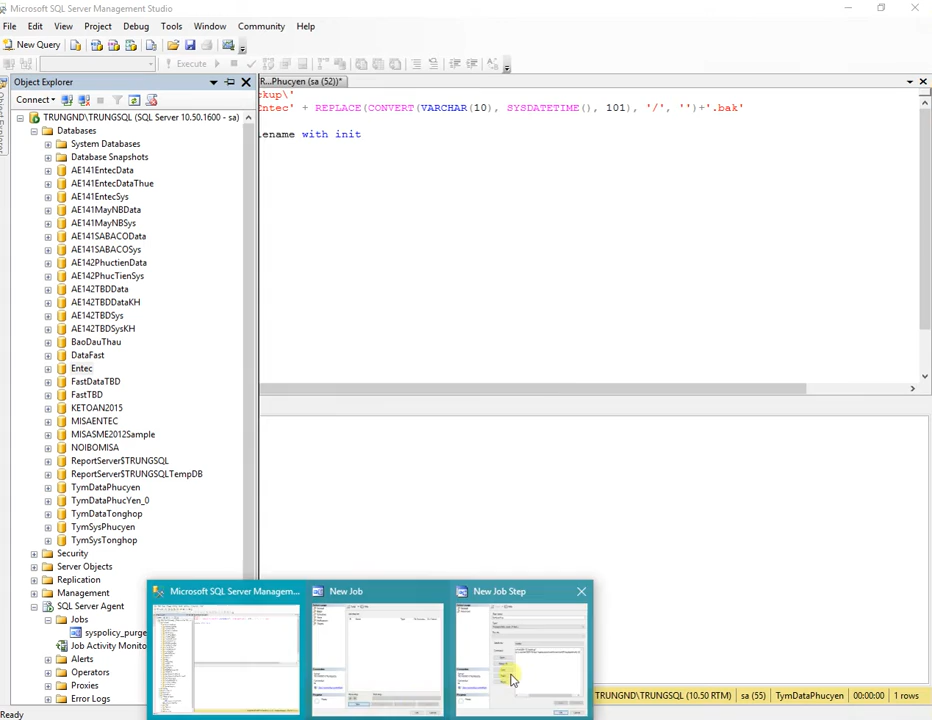 Microsoft SQL Server Management Studio
File Edit View Project Debug Tools Window Community Help
New Query
Execute
Object Explorer
R...Phucyen (sa (52))*
Connect
TRUNGND\TRUNGSQL (SQL Server 10.50.1600 - sa)
Databases
System Databases
Database Snapshots
AE141EntecData
AE141EntecDataThue
AE141EntecSys
AE141MayNBData
AE141MayNBSys
AE141SABACOData
AE141SABACOSys
AE142PhuctienData
AE142PhucTienSys
AE142TBDData
AE142TBDDataKH
AE142TBDSys
AE142TBDSysKH
BaoDauThau
DataFast
Entec
FastDataTBD
FastTBD
KETOAN2015
MISAENTEC
MISASME2012Sample
NOIBOMISA
ReportServer$TRUNGSQL
ReportServer$TRUNGSQLTempDB
TymDataPhucyen
TymDataPhucYen_0
TymDataTonghop
TymSysPhucyen
TymSysTonghop
Security
Server Objects
Replication
Management
SQL Server Agent
Jobs
syspolicy_purge
Job Activity Monito
Alerts
Operators
Proxies
Error Logs
ckup\'
Entec' + REPLACE(CONVERT(VARCHAR(10), SYSDATETIME(), 101), '/', '')+'.bak'
lename with init
Microsoft SQL Server Managem...
New Job
New Job Step
TRUNGND\TRUNGSQL (10.50 RTM) sa (55) TymDataPhucyen 00:00:00 1 rows
Ready